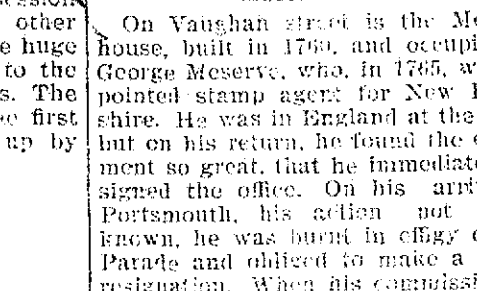 other
e huge
to the
s. The
e first
up by
On Vaughan street is the Me
house, built in 1760, and occupi
George Meserve, who, in 1765, w
pointed stamp agent for New
shire. He was in England at the
but on his return, he found the e
ment so great, that he immediate
signed the office. On his arri
Portsmouth, his action not
known, he was burnt in effigy o
Parade and obliged to make a
resignation. When his commissi